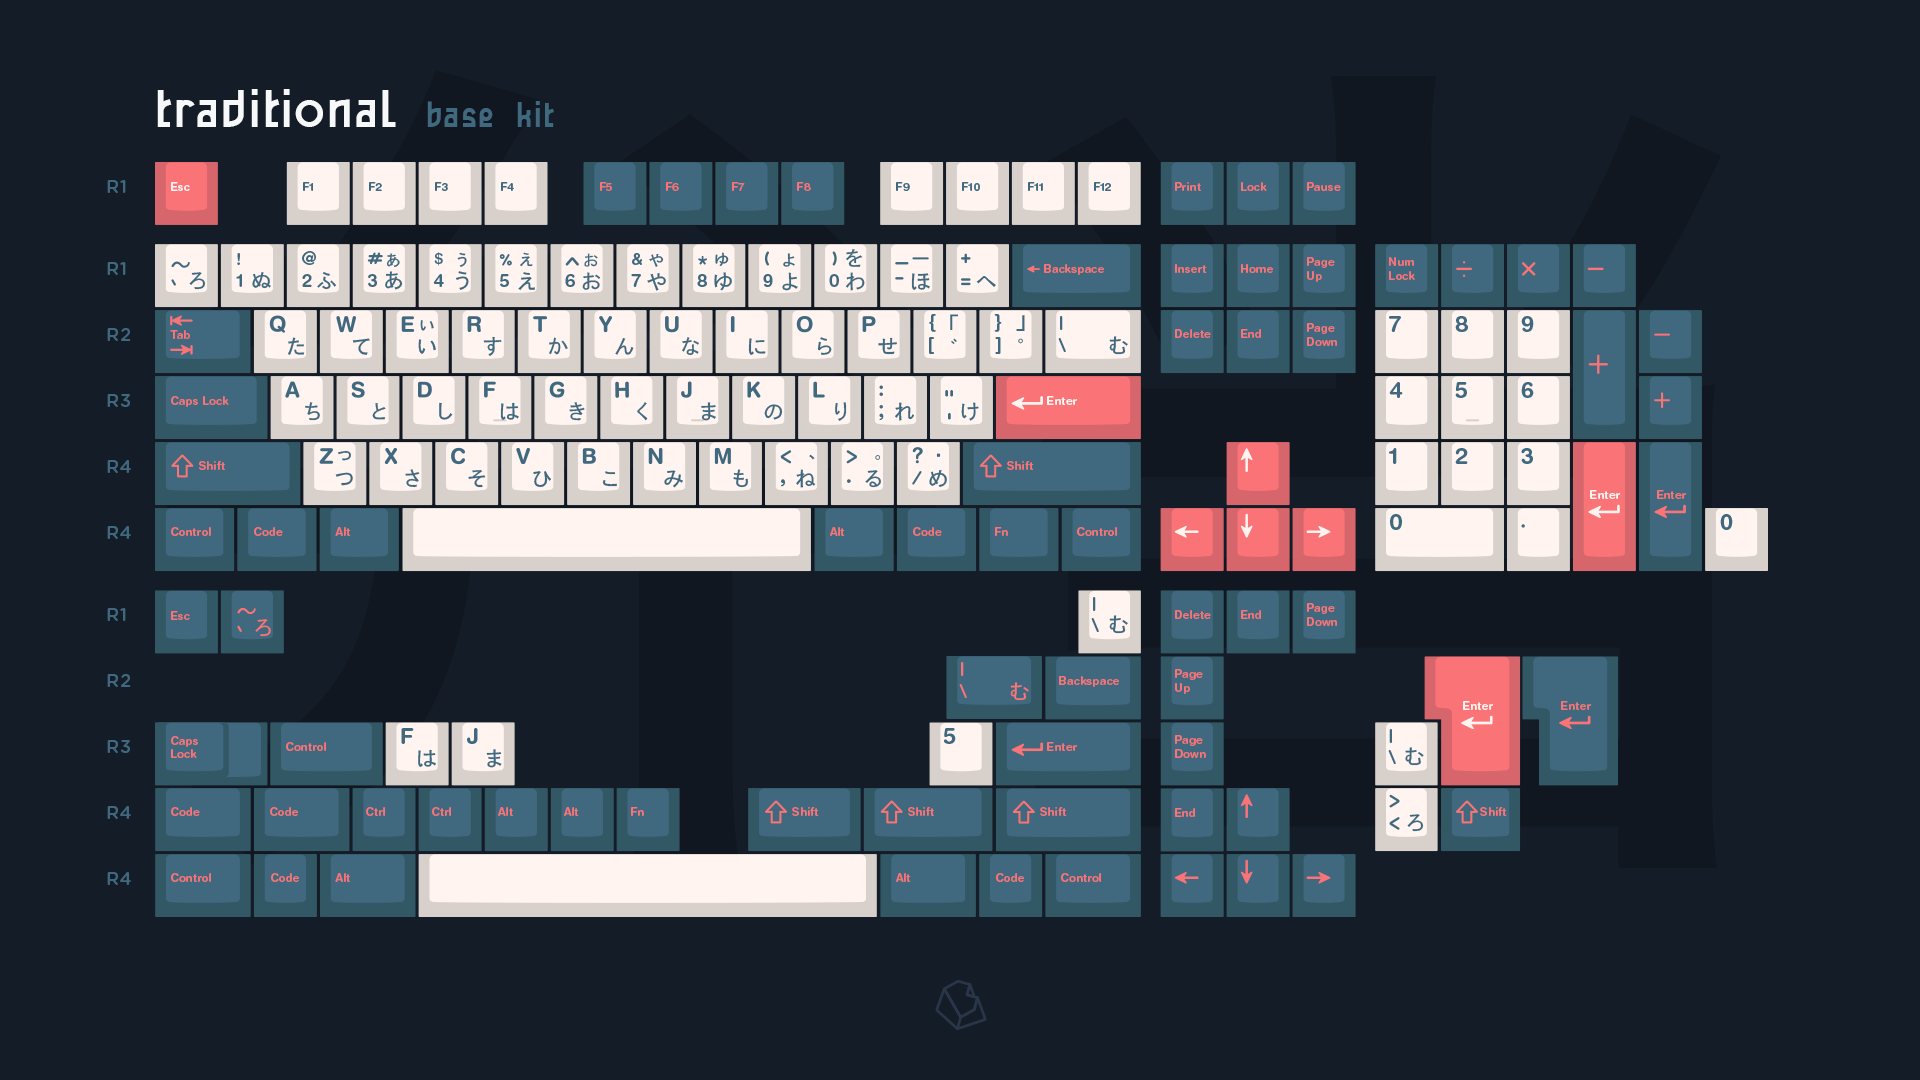 traditional base kit
R1 Esc F1 F2 F3 F4 F5 F6 F7 F8 F9 F10 F11 F12 Print Lock Pause
R1 ~ ` ろ ! 1 ぬ @ 2 ふ # ぁ 3 あ $ ぅ 4 う % ぇ 5 え ^ ぉ 6 お & ゃ 7 や * ゅ 8 ゆ ( ょ 9 よ ) を 0 わ _ ー - ほ + = へ ← Backspace Insert Home Page Up Num Lock ÷ × −
R2 Tab Q た W て E ぃ い R す T か Y ん U な I に O ら P せ { 「 [ ゛ } 」 ] ゜ | \ む Delete End Page Down 7 8 9 + −
R3 Caps Lock A ち S と D し F は G き H く J ま K の L り : ; れ " ' け Enter 4 5 6 +
R4 Shift Z っ つ X さ C そ V ひ B こ N み M も < 、 , ね > 。 . る ? ・ / め Shift ↑ 1 2 3 Enter Enter
R4 Control Code Alt Alt Code Fn Control ← ↓ → 0 . 0
R1 Esc ~ ` ろ | \ む Delete End Page Down
R2 | \ む Backspace Page Up Enter Enter
R3 Caps Lock Control F は J ま 5 Enter Page Down | \ む
R4 Code Code Ctrl Ctrl Alt Alt Fn Shift Shift Shift End ↑ > < ろ Shift
R4 Control Code Alt Alt Code Control ← ↓ →